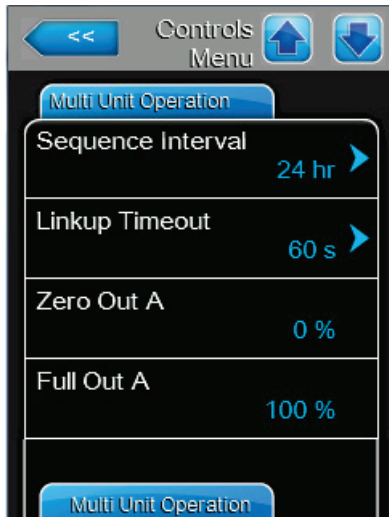 <<
Controls
Menu
Multi Unit Operation
Sequence Interval
24 hr
Linkup Timeout
60 s
Zero Out A
0 %
Full Out A
100 %
Multi Unit Operation